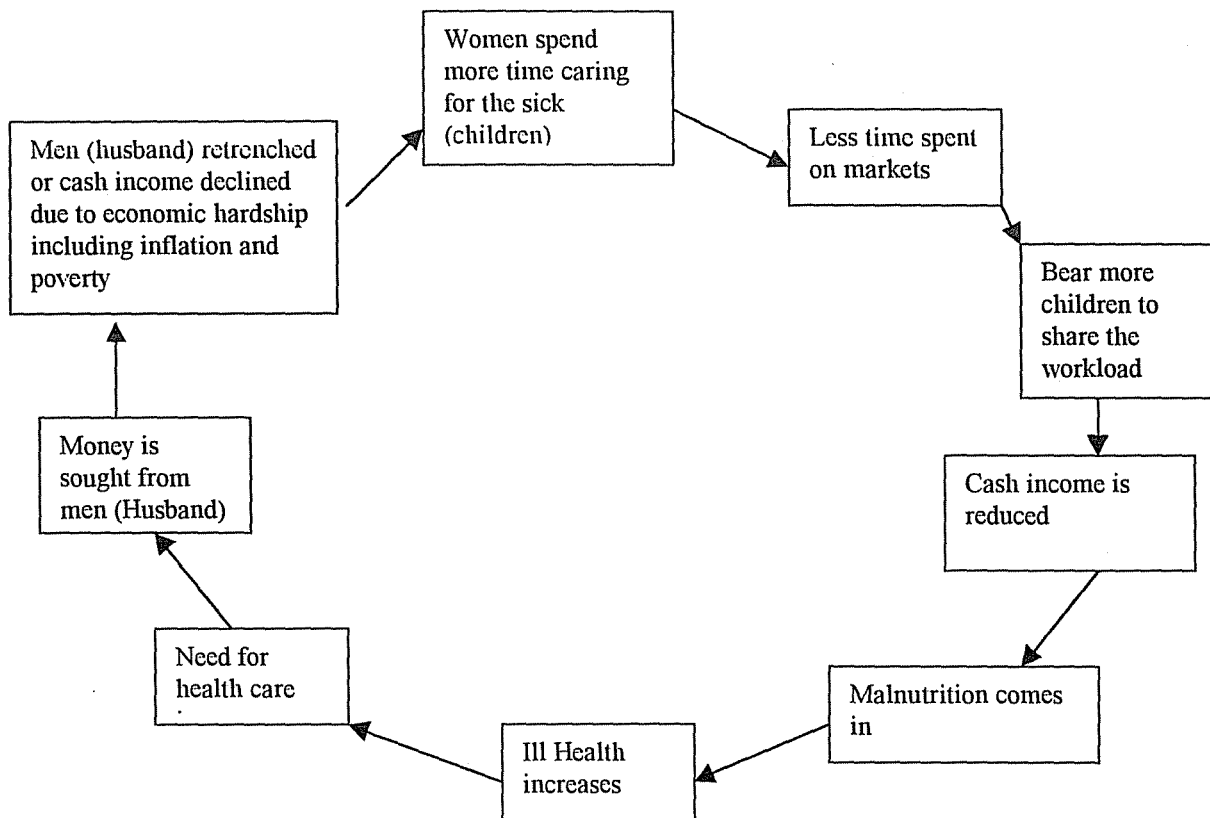 Women spend
more time caring
for the sick
(children)
Less time spent
on markets
Bear more
children to
share the
workload
Cash income is
reduced
Malnutrition comes
in
Ill Health
increases
Need for
health care
Money is
sought from
men (Husband)
Men (husband) retrenched
or cash income declined
due to economic hardship
including inflation and
poverty